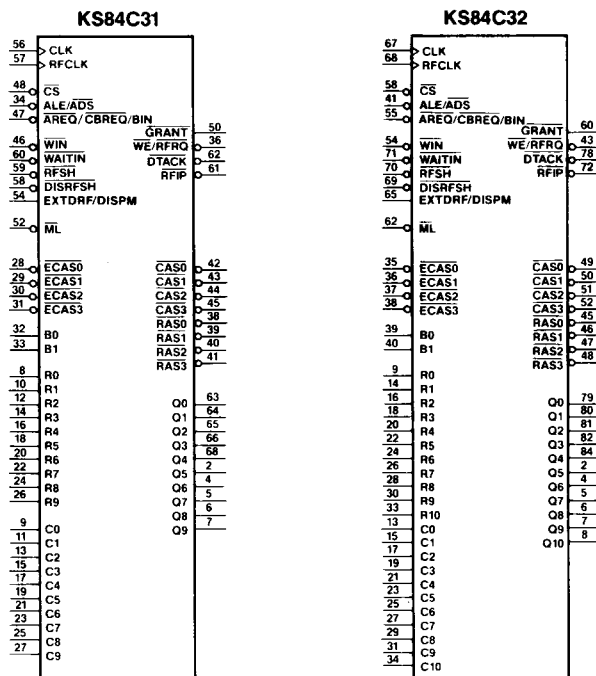 KS84C31
56 CLK
57 RFCLK
48 CS
34 ALE/ADS
47 AREQ/CBREQ/BIN
GRANT 50
46 WIN WE/RFRQ 36
60 WAITIN DTACK 62
59 RFSH RFIP 61
58 DISRFSH
54 EXTDRF/DISPM
52 ML
28 ECAS0 CAS0 42
29 ECAS1 CAS1 43
30 ECAS2 CAS2 44
31 ECAS3 CAS3 45
RAS0 38
32 B0 RAS1 39
33 B1 RAS2 40
RAS3 41
8 R0
10 R1
12 R2 Q0 63
14 R3 Q1 64
16 R4 Q2 65
18 R5 Q3 66
20 R6 Q4 68
22 R7 Q5 2
24 R8 Q6 4
26 R9 Q7 5
Q8 6
9 C0 Q9 7
11 C1
13 C2
15 C3
17 C4
19 C5
21 C6
23 C7
25 C8
27 C9
KS84C32
67 CLK
68 RFCLK
58 CS
41 ALE/ADS
55 AREQ/CBREQ/BIN
GRANT 60
54 WIN WE/RFRQ 43
71 WAITIN DTACK 78
70 RFSH RFIP 72
69 DISRFSH
65 EXTDRF/DISPM
62 ML
35 ECAS0 CAS0 49
36 ECAS1 CAS1 50
37 ECAS2 CAS2 51
38 ECAS3 CAS3 52
RAS0 45
39 B0 RAS1 46
40 B1 RAS2 47
RAS3 48
9 R0
14 R1
16 R2 Q0 79
18 R3 Q1 80
20 R4 Q2 81
22 R5 Q3 82
24 R6 Q4 84
26 R7 Q5 2
28 R8 Q6 4
30 R9 Q7 5
33 R10 Q8 6
13 C0 Q9 7
15 C1 Q10 8
17 C2
19 C3
21 C4
23 C5
25 C6
27 C7
29 C8
31 C9
34 C10